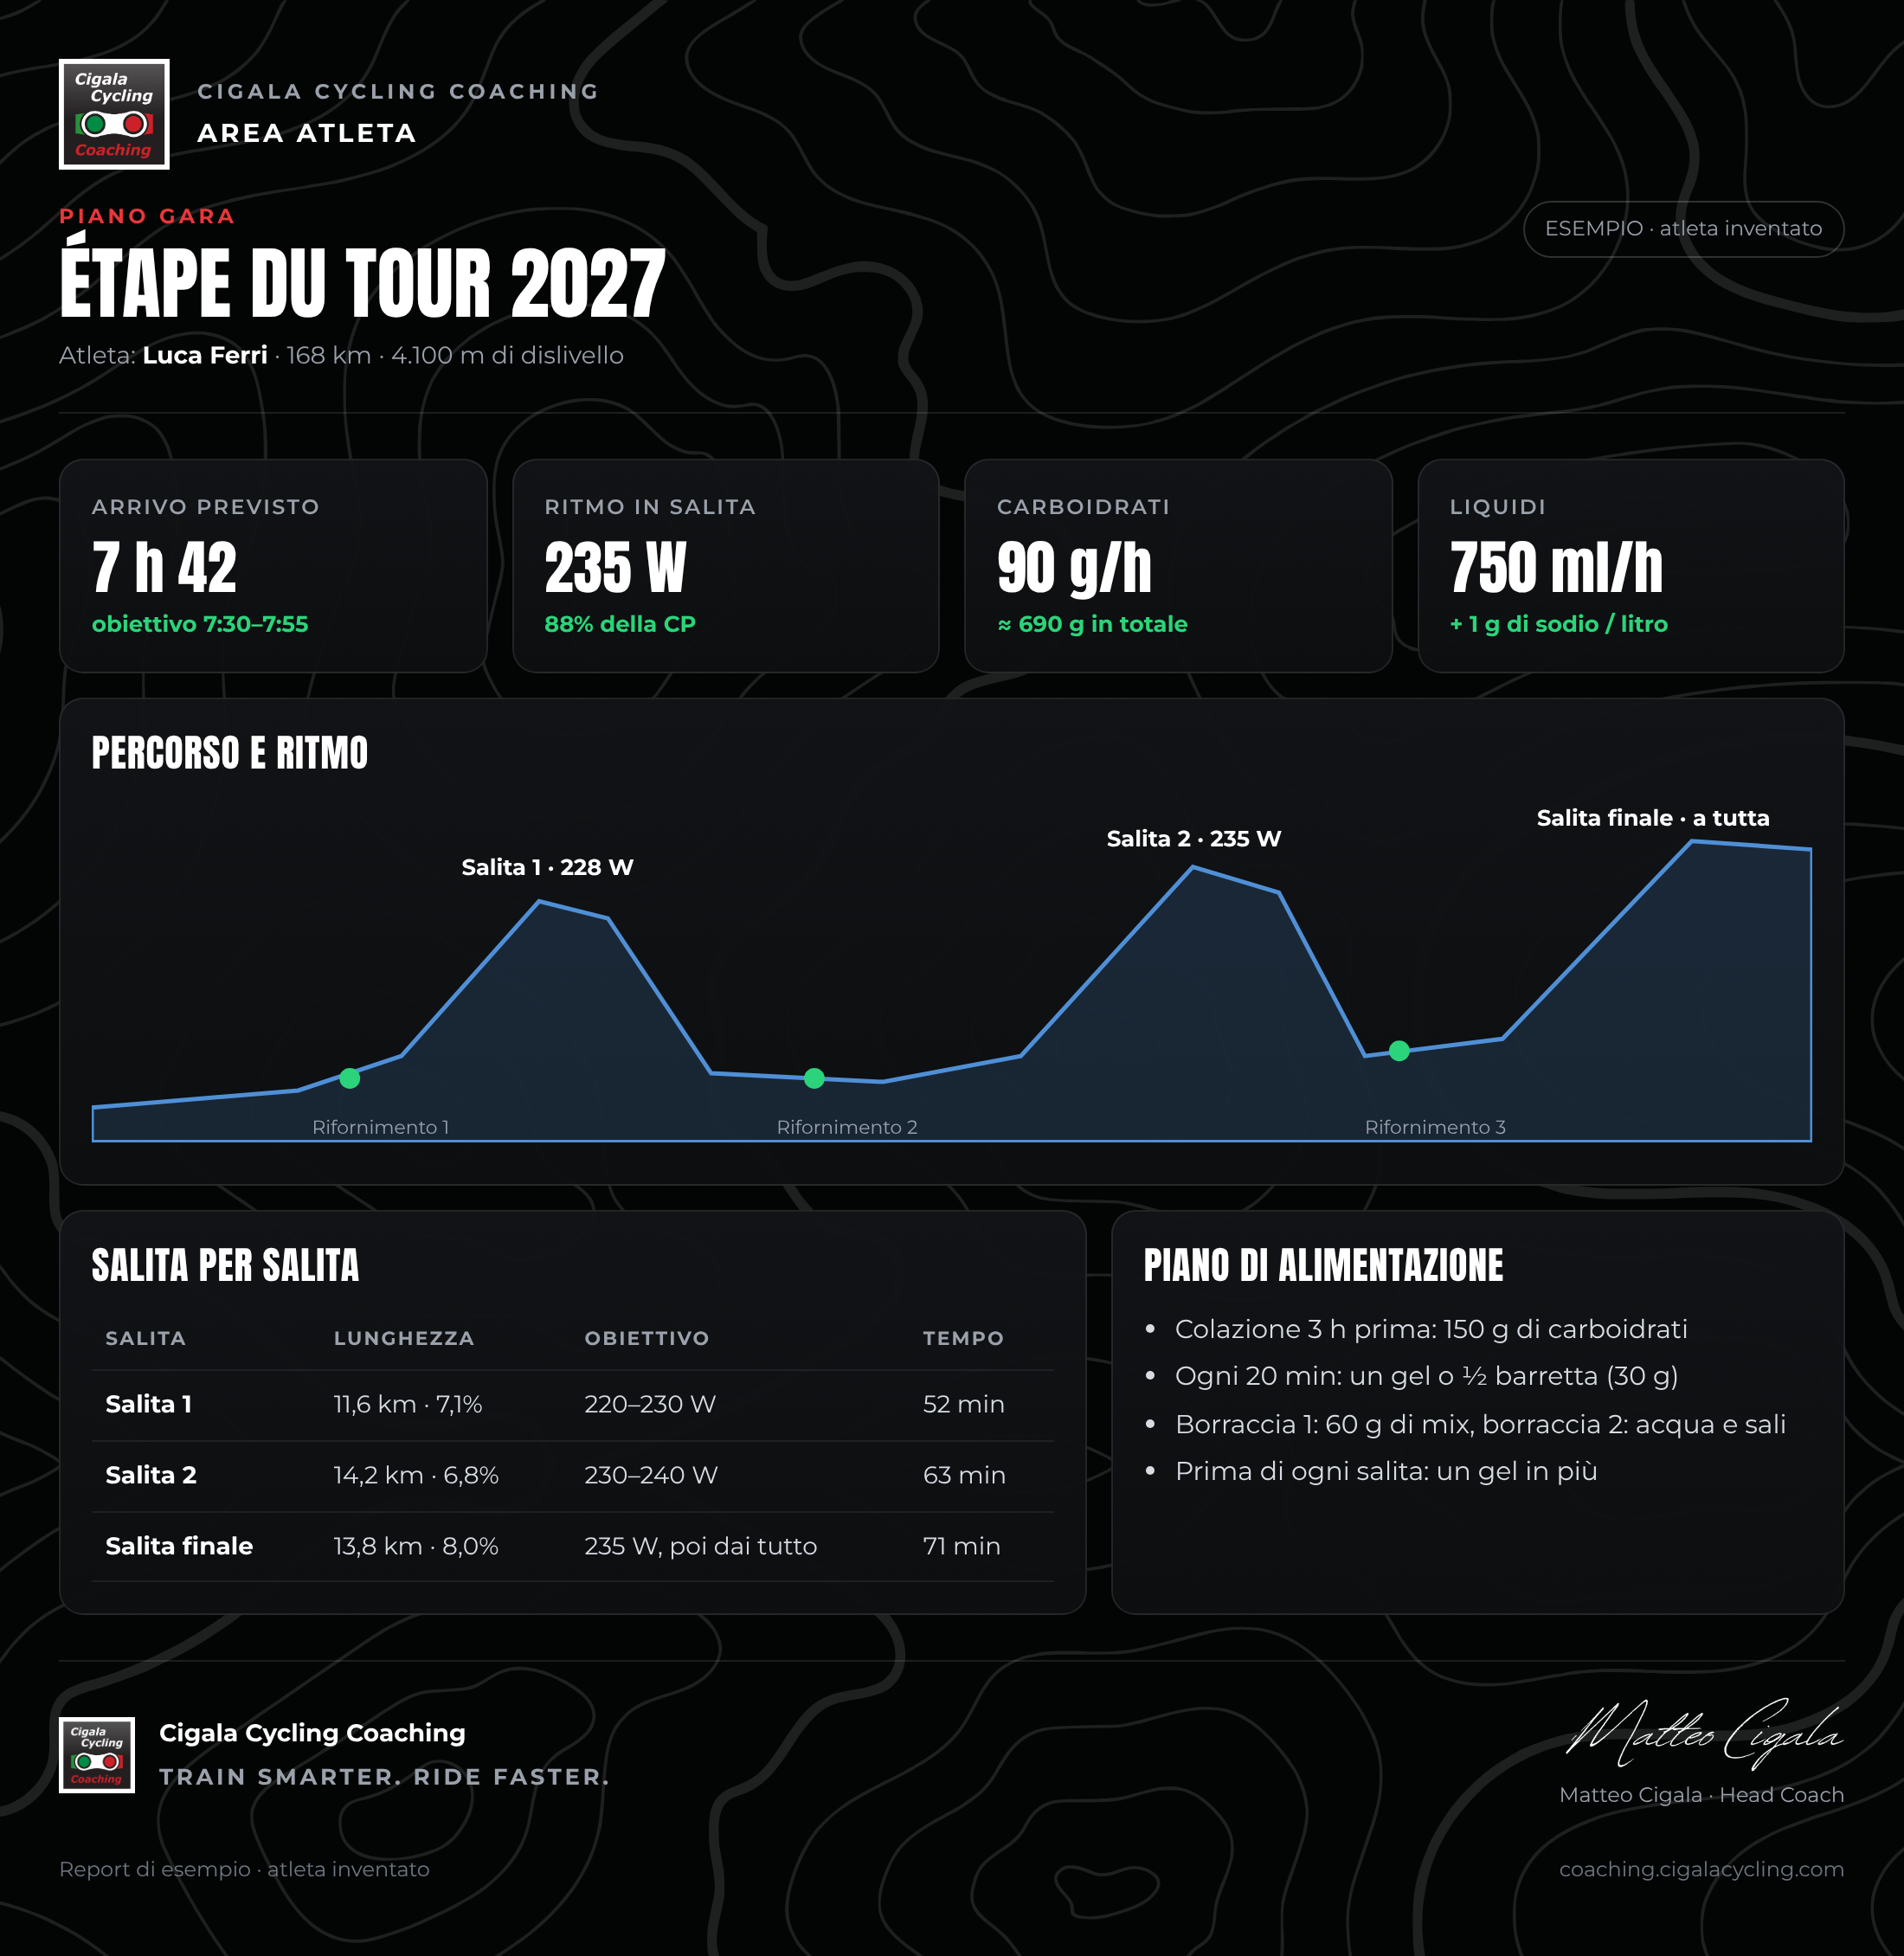 Cigala
Cycling
Coaching
CIGALA CYCLING COACHING
AREA ATLETA
PIANO GARA
ÉTAPE DU TOUR 2027
Atleta: Luca Ferri · 168 km · 4.100 m di dislivello
ESEMPIO · atleta inventato
ARRIVO PREVISTO
7 h 42
obiettivo 7:30–7:55
RITMO IN SALITA
235 W
88% della CP
CARBOIDRATI
90 g/h
≈ 690 g in totale
LIQUIDI
750 ml/h
+ 1 g di sodio / litro
PERCORSO E RITMO
Salita 1 · 228 W
Salita 2 · 235 W
Salita finale · a tutta
Rifornimento 1
Rifornimento 2
Rifornimento 3
SALITA PER SALITA
SALITA LUNGHEZZA OBIETTIVO TEMPO
Salita 1 11,6 km · 7,1% 220–230 W 52 min
Salita 2 14,2 km · 6,8% 230–240 W 63 min
Salita finale 13,8 km · 8,0% 235 W, poi dai tutto 71 min
PIANO DI ALIMENTAZIONE
• Colazione 3 h prima: 150 g di carboidrati
• Ogni 20 min: un gel o ½ barretta (30 g)
• Borraccia 1: 60 g di mix, borraccia 2: acqua e sali
• Prima di ogni salita: un gel in più
Cigala
Cycling
Coaching
Cigala Cycling Coaching
TRAIN SMARTER. RIDE FASTER.
Matteo Cigala
Matteo Cigala · Head Coach
Report di esempio · atleta inventato
coaching.cigalacycling.com